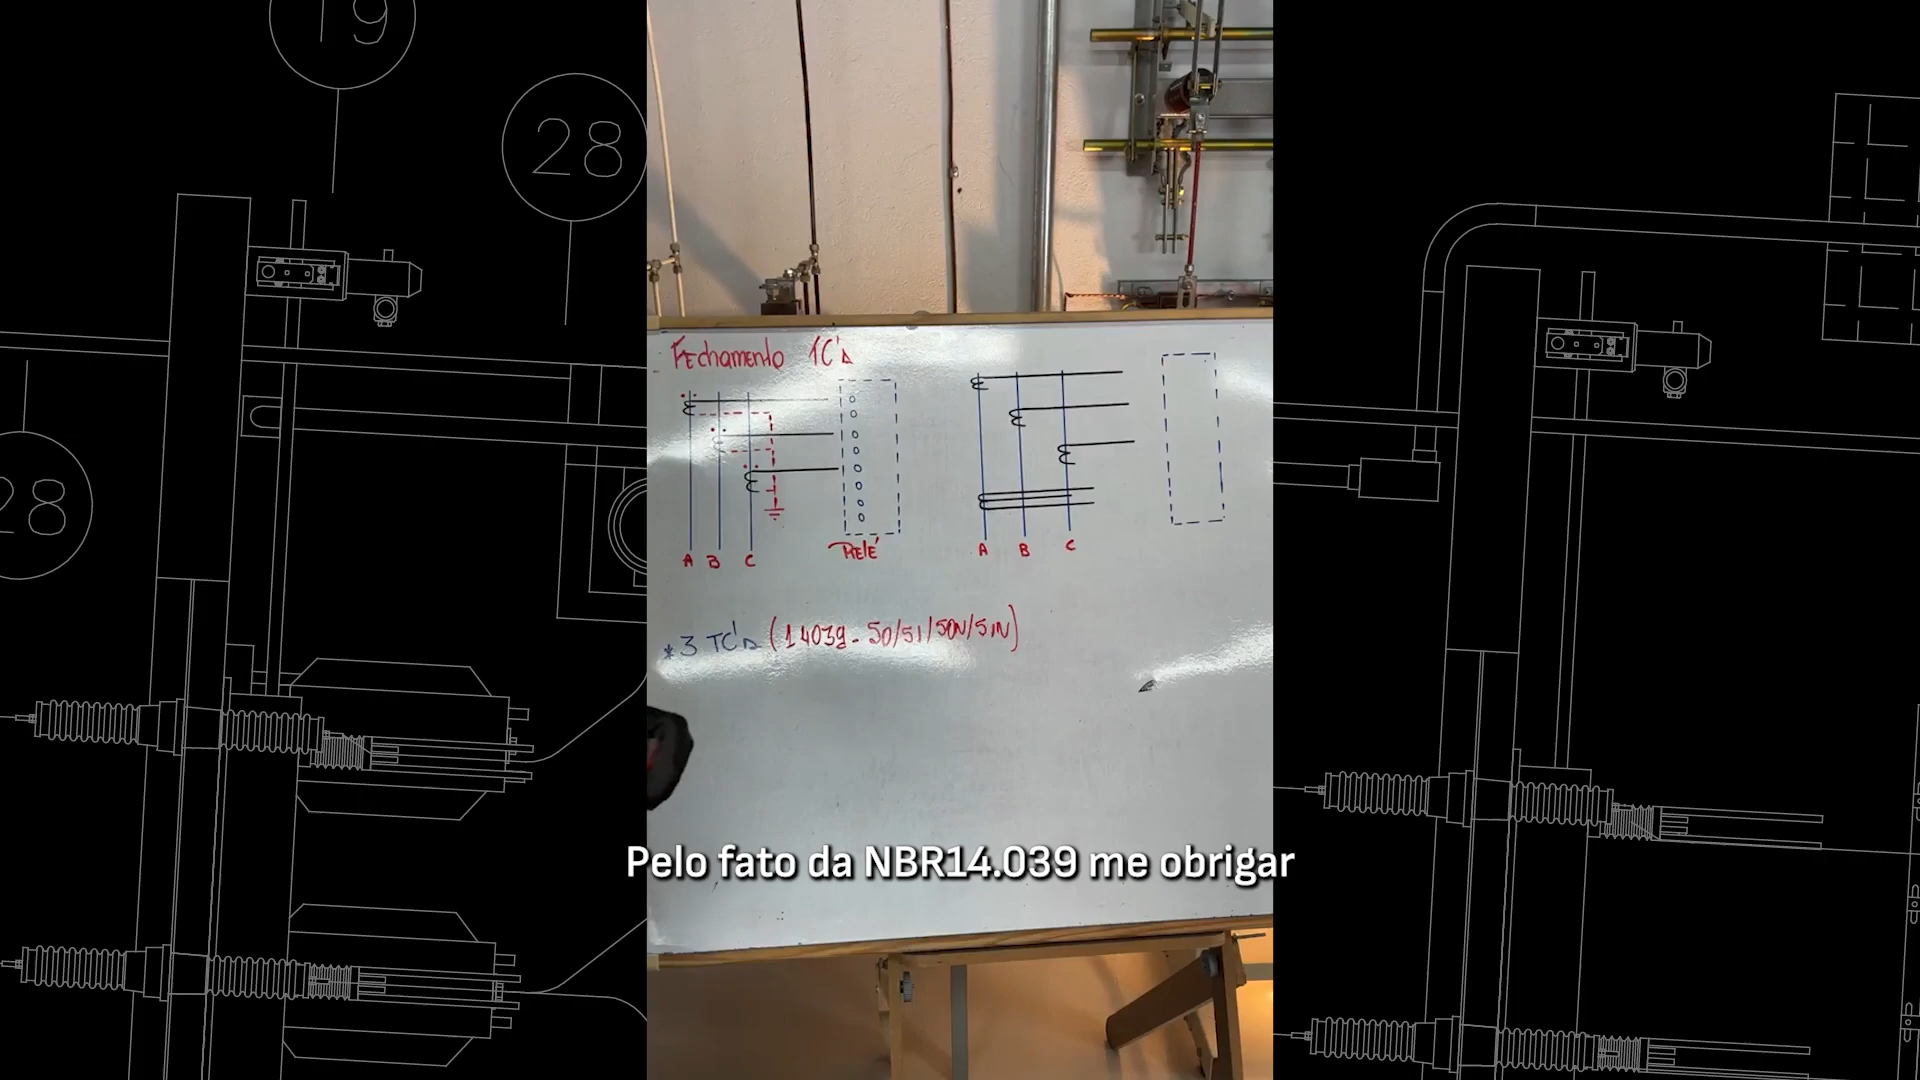 19
28
28
Fechamento TC's
A B C
RELÉ
A B C
*3 TC's (14039 - 50/51/50N/51N)
Pelo fato da NBR14.039 me obrigar